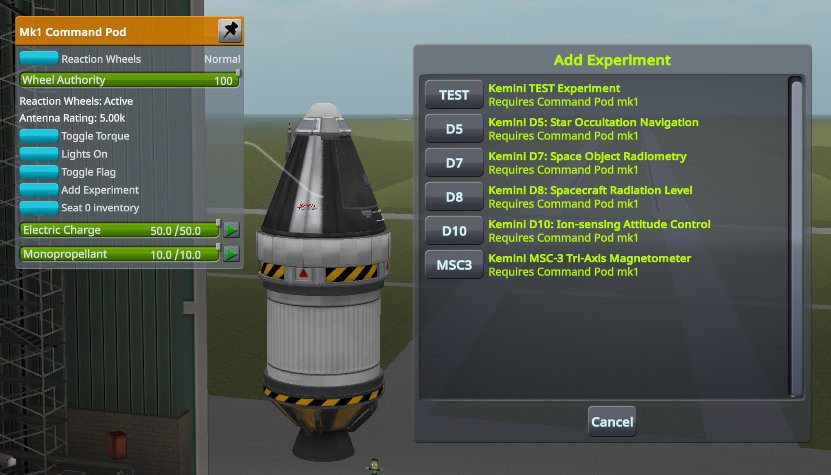 Mk1 Command Pod
Reaction Wheels Normal
Wheel Authority 100
Reaction Wheels: Active
Antenna Rating: 5.00k
Toggle Torque
Lights On
Toggle Flag
Add Experiment
Seat 0 inventory
Electric Charge 50.0 /50.0
Monopropellant 10.0 /10.0
Add Experiment
TEST Kemini TEST Experiment
Requires Command Pod mk1
D5 Kemini D5: Star Occultation Navigation
Requires Command Pod mk1
D7 Kemini D7: Space Object Radiometry
Requires Command Pod mk1
D8 Kemini D8: Spacecraft Radiation Level
Requires Command Pod mk1
D10 Kemini D10: Ion-sensing Attitude Control
Requires Command Pod mk1
MSC3 Kemini MSC-3 Tri-Axis Magnetometer
Requires Command Pod mk1
Cancel